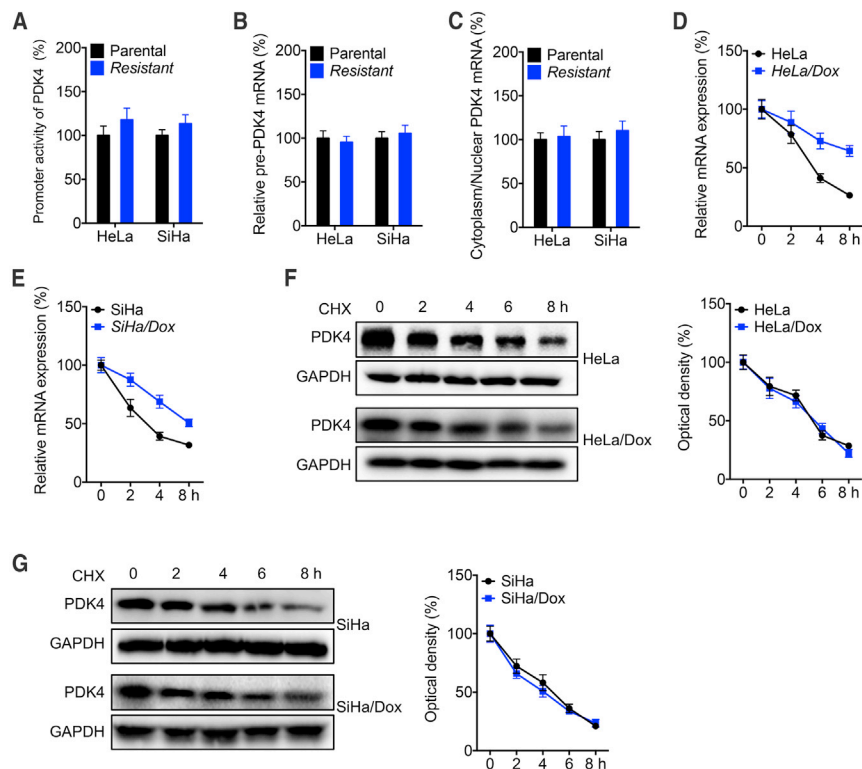 A
Promoter activity of PDK4 (%)
200
150
100
50
0
Parental
Resistant
HeLa SiHa
B
Relative pre-PDK4 mRNA (%)
200
150
100
50
0
Parental
Resistant
HeLa SiHa
C
Cytoplasm/Nuclear PDK4 mRNA (%)
200
150
100
50
0
Parental
Resistant
HeLa SiHa
D
Relative mRNA expression (%)
150
100
50
0
HeLa
HeLa/Dox
0 2 4 8 h
E
Relative mRNA expression (%)
150
100
50
0
SiHa
SiHa/Dox
0 2 4 8 h
F
CHX 0 2 4 6 8 h
PDK4
GAPDH
HeLa
PDK4
GAPDH
HeLa/Dox
Optical density (%)
150
100
50
0
HeLa
HeLa/Dox
0 2 4 6 8 h
G
CHX 0 2 4 6 8 h
PDK4
GAPDH
SiHa
PDK4
GAPDH
SiHa/Dox
Optical density (%)
150
100
50
0
SiHa
SiHa/Dox
0 2 4 6 8 h